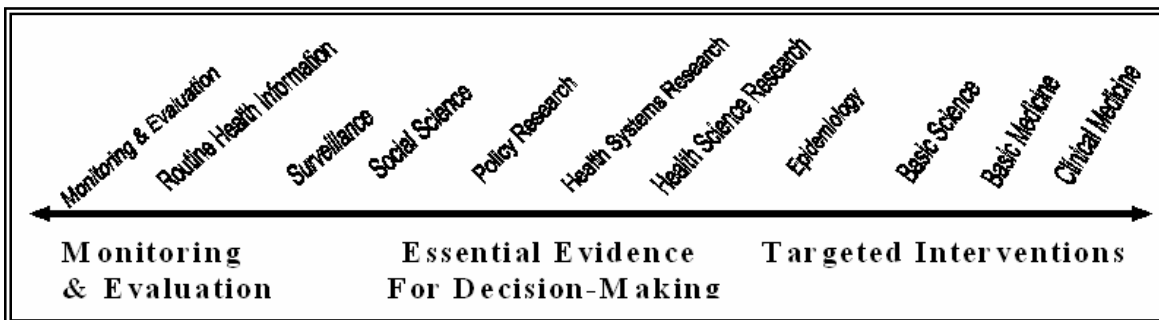 Monitoring & Evaluation
Routine Health Information
Surveillance
Social Science
Policy Research
Health Systems Research
Health Science Research
Epidemiology
Basic Science
Basic Medicine
Clinical Medicine
Monitoring
& Evaluation
Essential Evidence
For Decision-Making
Targeted Interventions